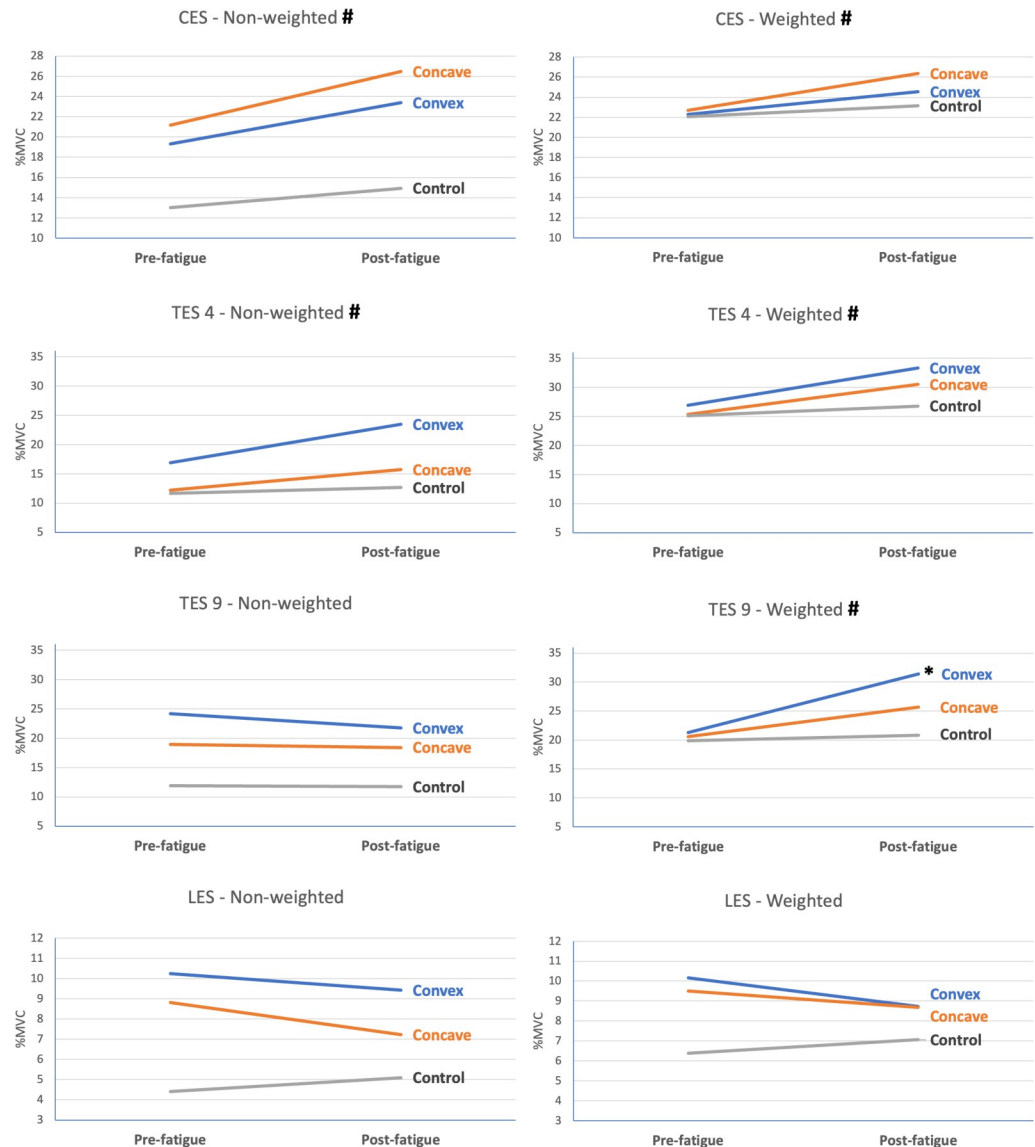 CES - Non-weighted #
%MVC
28
26
24
22
20
18
16
14
12
10
Concave
Convex
Control
Pre-fatigue Post-fatigue
CES - Weighted #
%MVC
28
26
24
22
20
18
16
14
12
10
Concave
Convex
Control
Pre-fatigue Post-fatigue
TES 4 - Non-weighted #
%MVC
35
30
25
20
15
10
5
Convex
Concave
Control
Pre-fatigue Post-fatigue
TES 4 - Weighted #
%MVC
35
30
25
20
15
10
5
Convex
Concave
Control
Pre-fatigue Post-fatigue
TES 9 - Non-weighted
%MVC
35
30
25
20
15
10
5
Convex
Concave
Control
Pre-fatigue Post-fatigue
TES 9 - Weighted #
%MVC
35
30
25
20
15
10
5
* Convex
Concave
Control
Pre-fatigue Post-fatigue
LES - Non-weighted
%MVC
12
11
10
9
8
7
6
5
4
3
Convex
Concave
Control
Pre-fatigue Post-fatigue
LES - Weighted
%MVC
12
11
10
9
8
7
6
5
4
3
Convex
Concave
Control
Pre-fatigue Post-fatigue